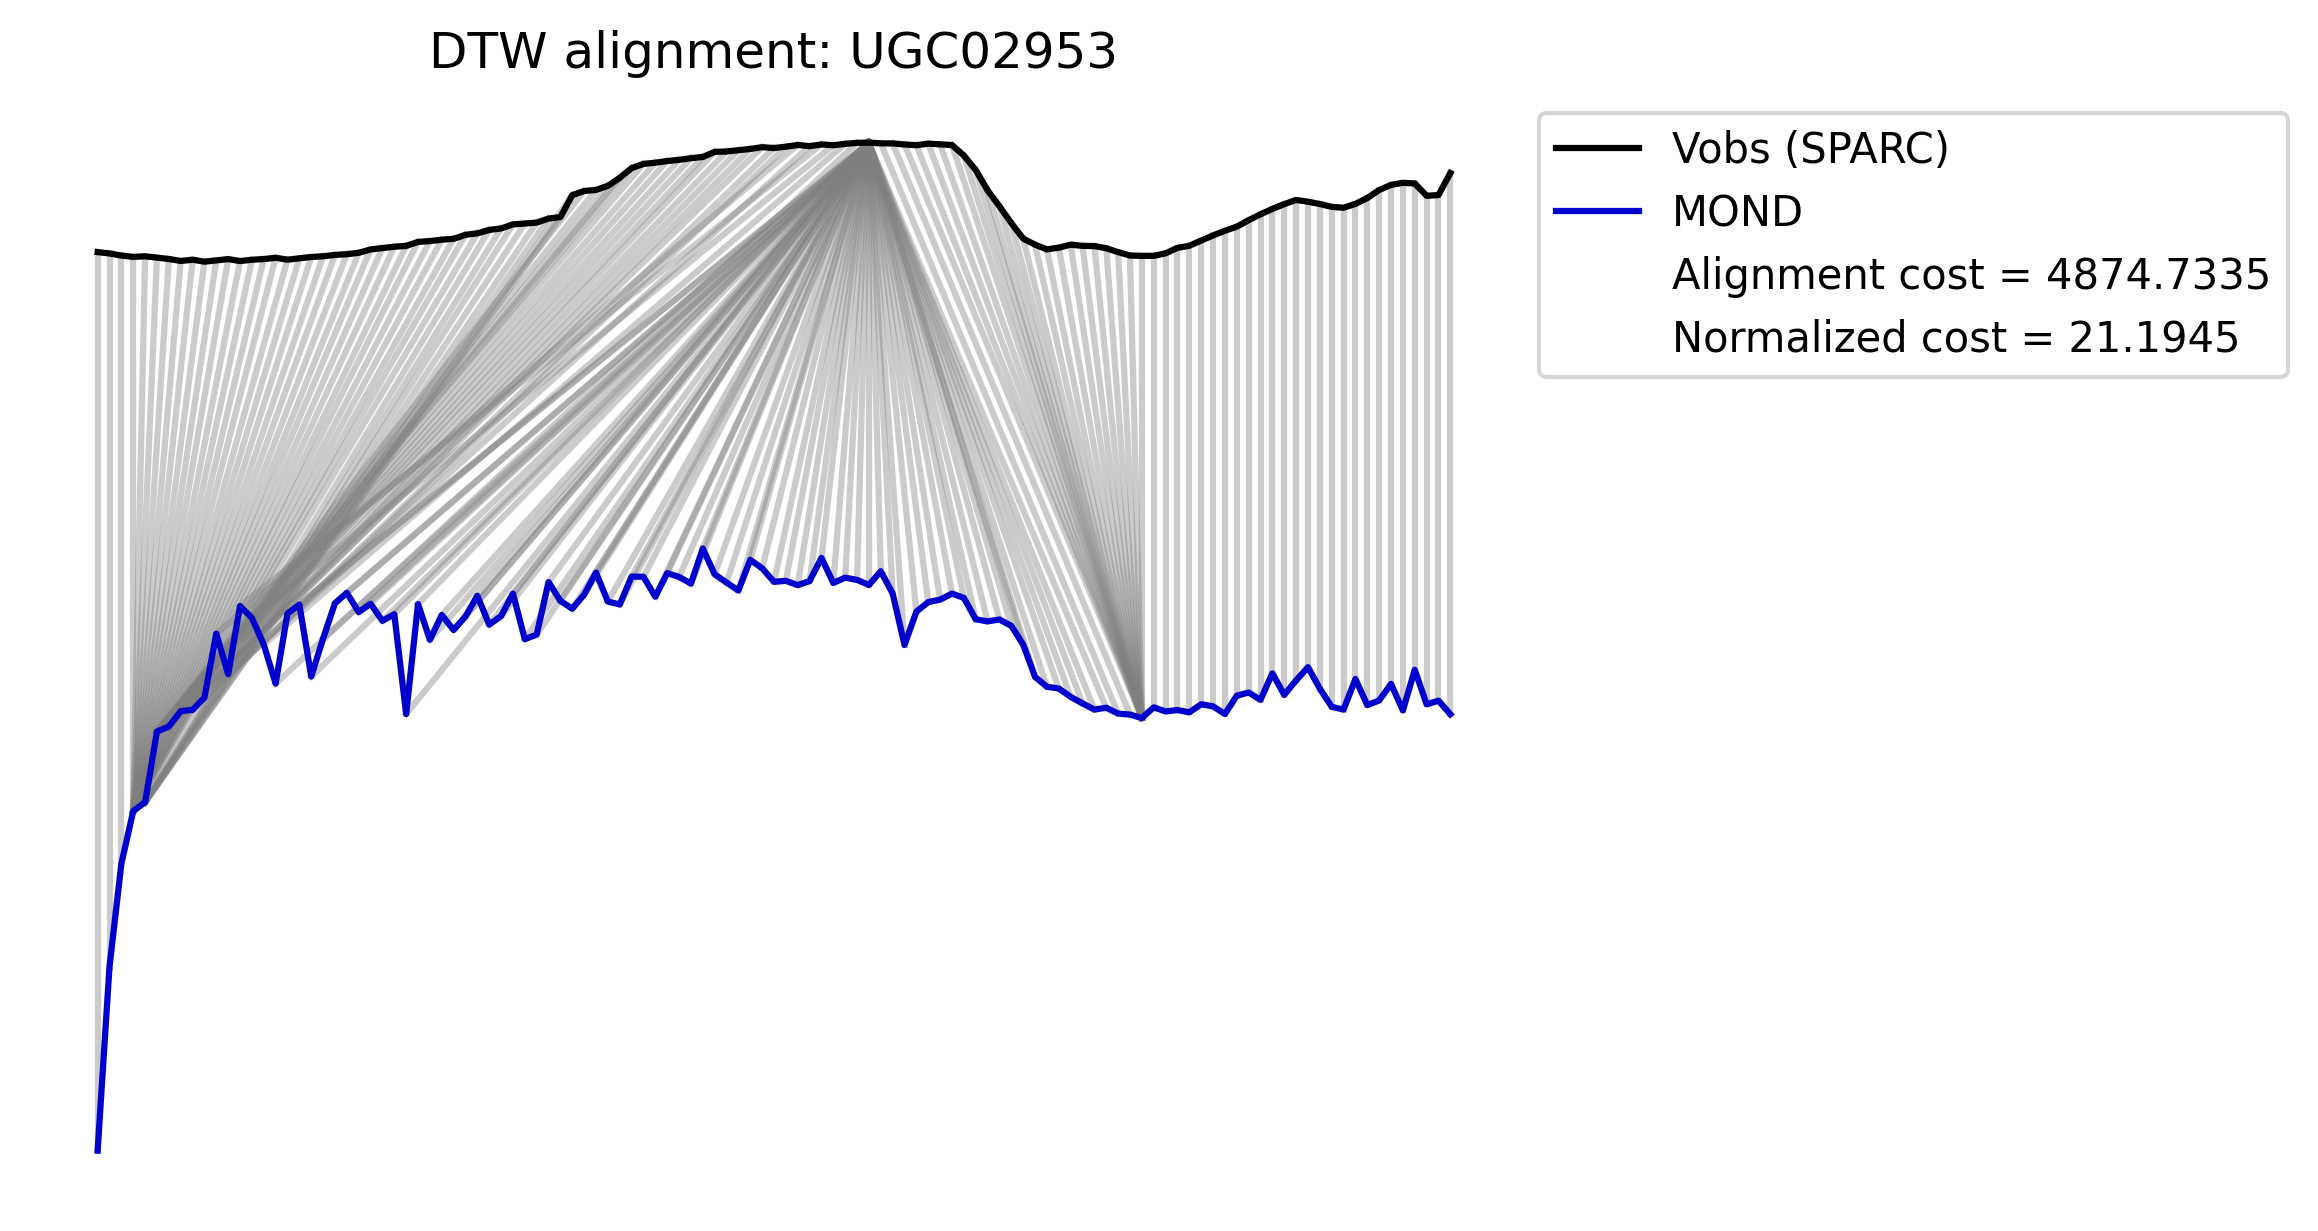 DTW alignment: UGC02953
Vobs (SPARC)
MOND
Alignment cost = 4874.7335
Normalized cost = 21.1945